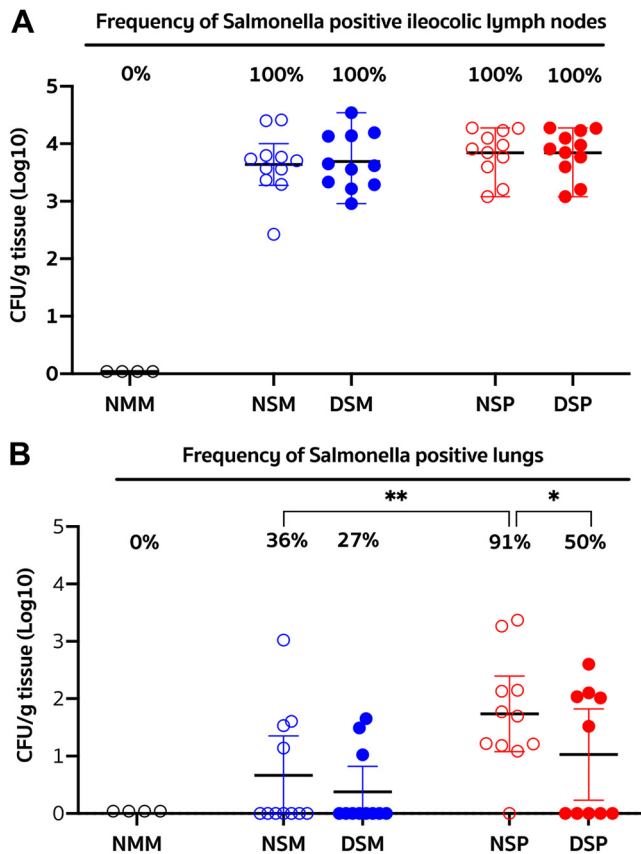 A
Frequency of Salmonella positive ileocolic lymph nodes
0% 100% 100% 100% 100%
5
4
3
2
1
0
CFU/g tissue (Log10)
NMM NSM DSM NSP DSP
B
Frequency of Salmonella positive lungs
** *
0% 36% 27% 91% 50%
5
4
3
2
1
0
CFU/g tissue (Log10)
NMM NSM DSM NSP DSP